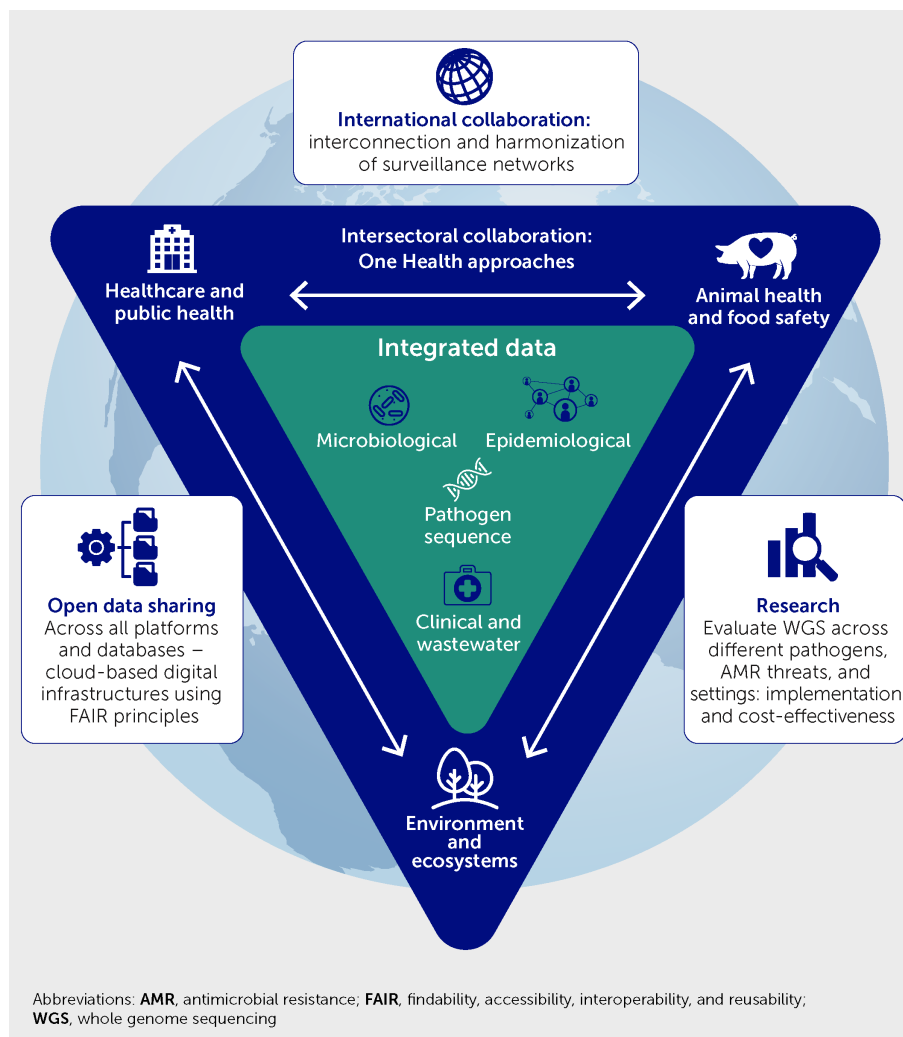 International collaboration:
interconnection and harmonization
of surveillance networks
Intersectoral collaboration:
One Health approaches
Healthcare and
public health
Animal health
and food safety
Integrated data
Microbiological
Epidemiological
Pathogen
sequence
Clinical and
wastewater
Open data sharing
Across all platforms
and databases –
cloud-based digital
infrastructures using
FAIR principles
Research
Evaluate WGS across
different pathogens,
AMR threats, and
settings: implementation
and cost-effectiveness
Environment
and
ecosystems
Abbreviations: AMR, antimicrobial resistance; FAIR, findability, accessibility, interoperability, and reusability;
WGS, whole genome sequencing